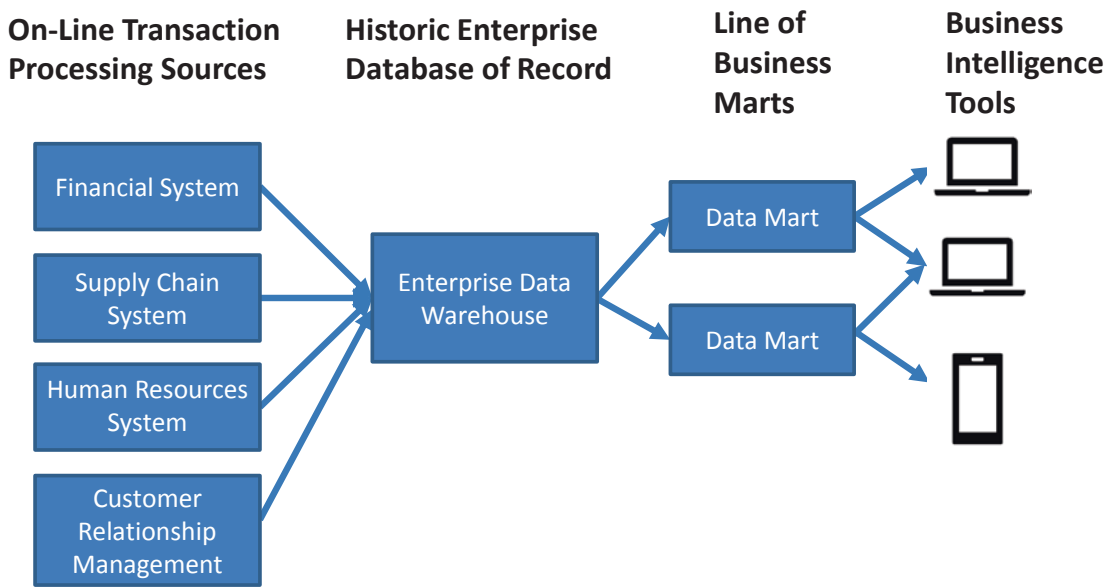 On-Line Transaction
Processing Sources
Historic Enterprise
Database of Record
Line of
Business
Marts
Business
Intelligence
Tools
Financial System
Supply Chain
System
Human Resources
System
Customer
Relationship
Management
Enterprise Data
Warehouse
Data Mart
Data Mart